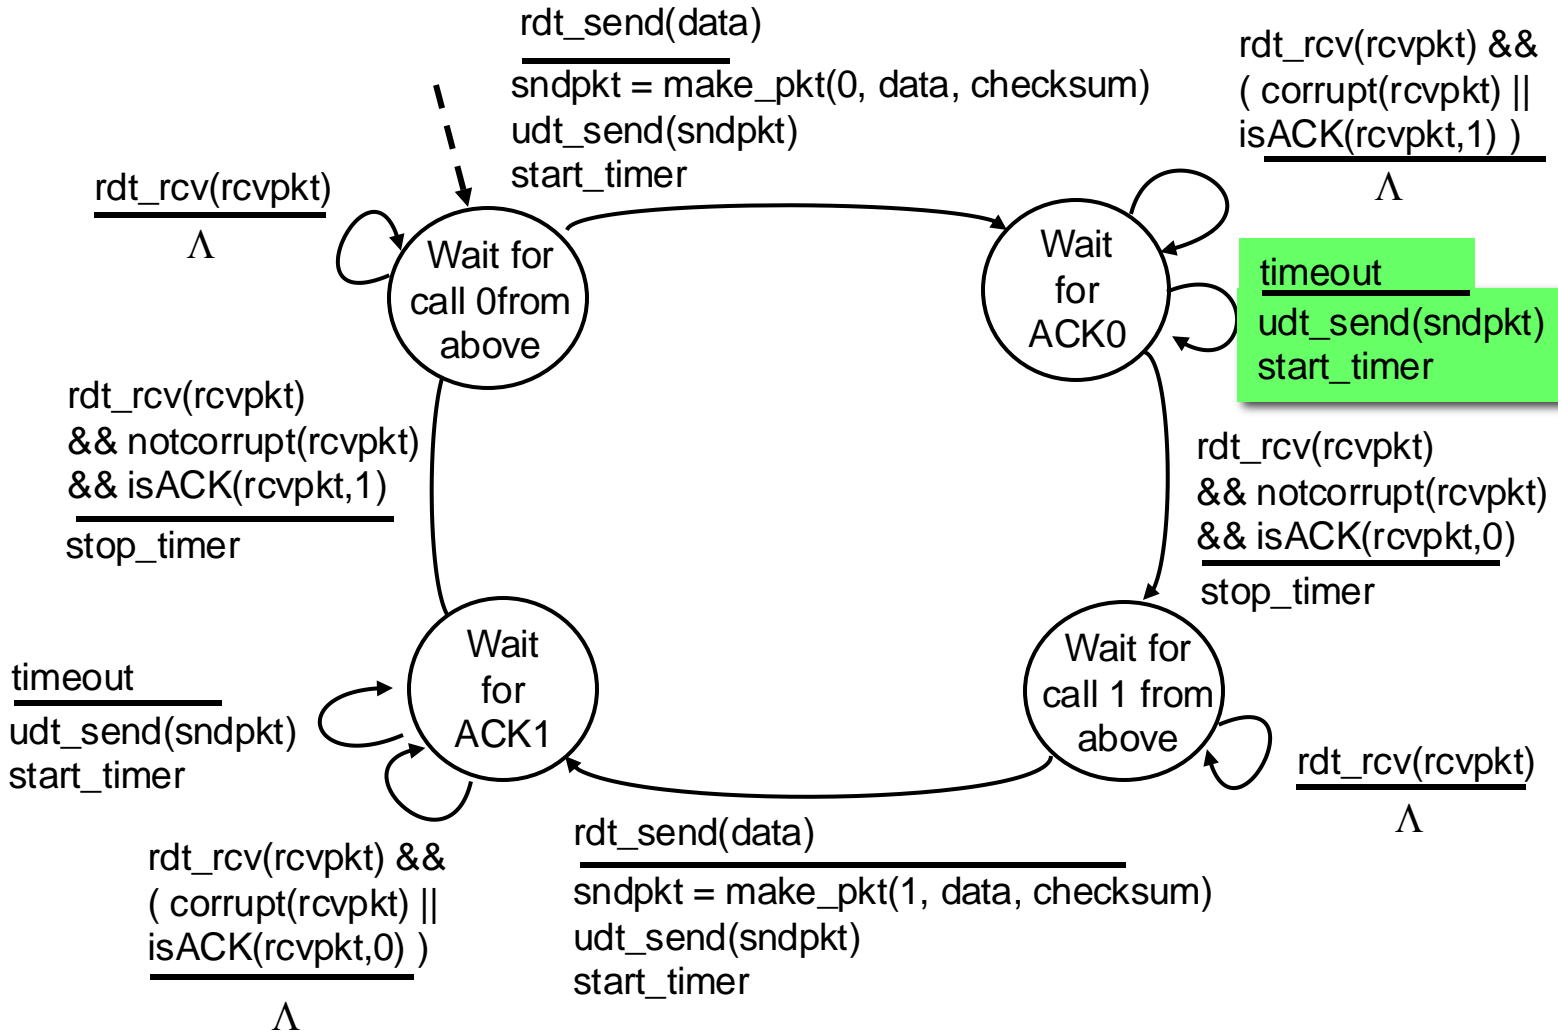 rdt_send(data)
sndpkt = make_pkt(0, data, checksum)
udt_send(sndpkt)
start_timer
rdt_rcv(rcvpkt) &&
( corrupt(rcvpkt) ||
isACK(rcvpkt,1) )
Λ
rdt_rcv(rcvpkt)
Λ
Wait for
call 0from
above
Wait
for
ACK0
timeout
udt_send(sndpkt)
start_timer
rdt_rcv(rcvpkt)
&& notcorrupt(rcvpkt)
&& isACK(rcvpkt,1)
stop_timer
rdt_rcv(rcvpkt)
&& notcorrupt(rcvpkt)
&& isACK(rcvpkt,0)
stop_timer
Wait
for
ACK1
Wait for
call 1 from
above
timeout
udt_send(sndpkt)
start_timer
rdt_rcv(rcvpkt)
Λ
rdt_rcv(rcvpkt) &&
( corrupt(rcvpkt) ||
isACK(rcvpkt,0) )
Λ
rdt_send(data)
sndpkt = make_pkt(1, data, checksum)
udt_send(sndpkt)
start_timer